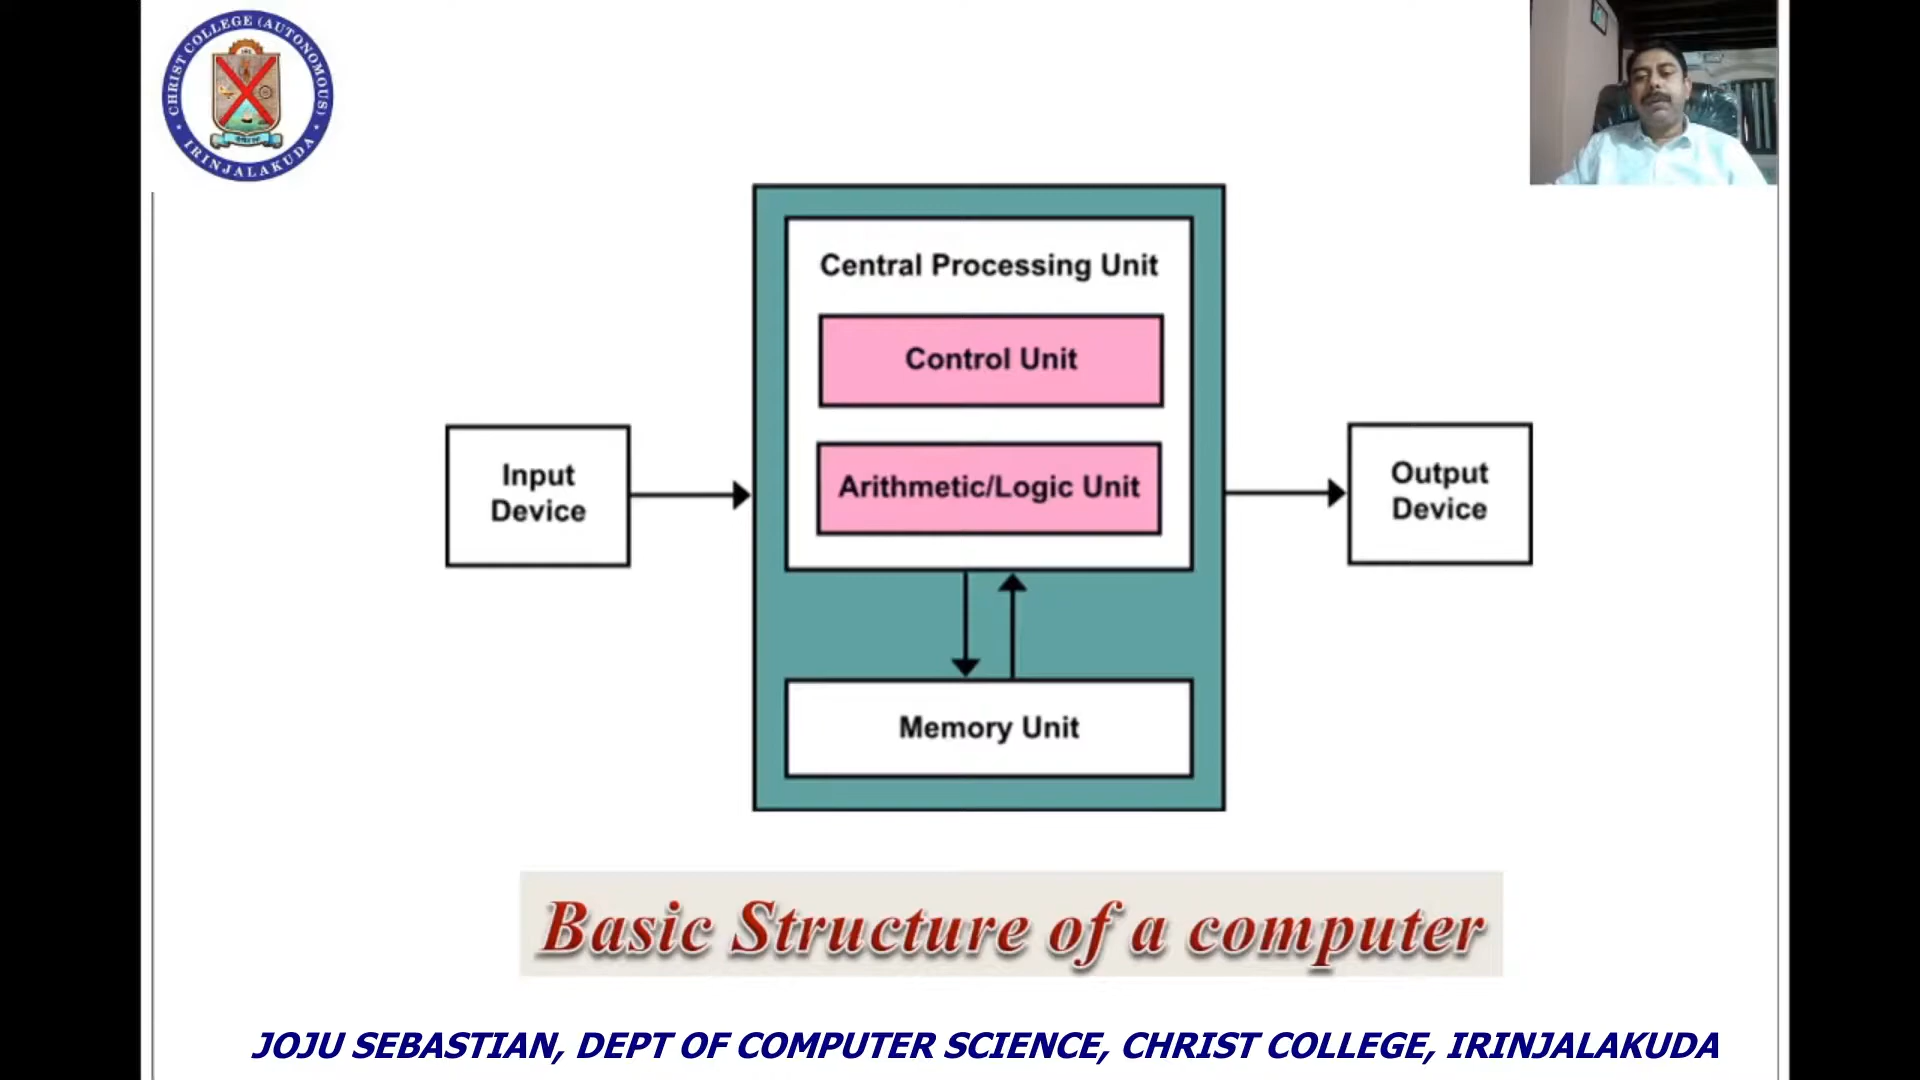 CHRIST COLLEGE (AUTONOMOUS)
IRINJALAKUDA
Central Processing Unit
Control Unit
Arithmetic/Logic Unit
Input
Device
Output
Device
Memory Unit
Basic Structure of a computer
JOJU SEBASTIAN, DEPT OF COMPUTER SCIENCE, CHRIST COLLEGE, IRINJALAKUDA